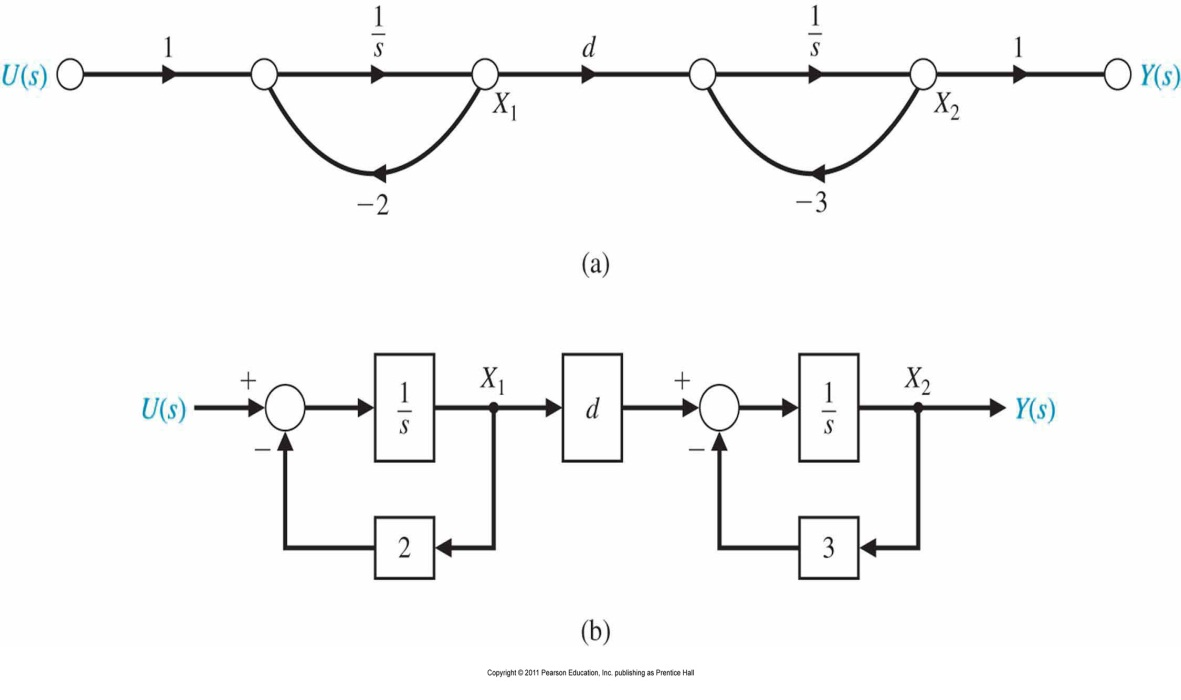 1
1/s
d
1/s
1
U(s)
X₁
X₂
Y(s)
−2
−3
(a)
U(s)
+
−
1/s
X₁
d
+
−
1/s
X₂
Y(s)
2
3
(b)
Copyright © 2011 Pearson Education, Inc. publishing as Prentice Hall